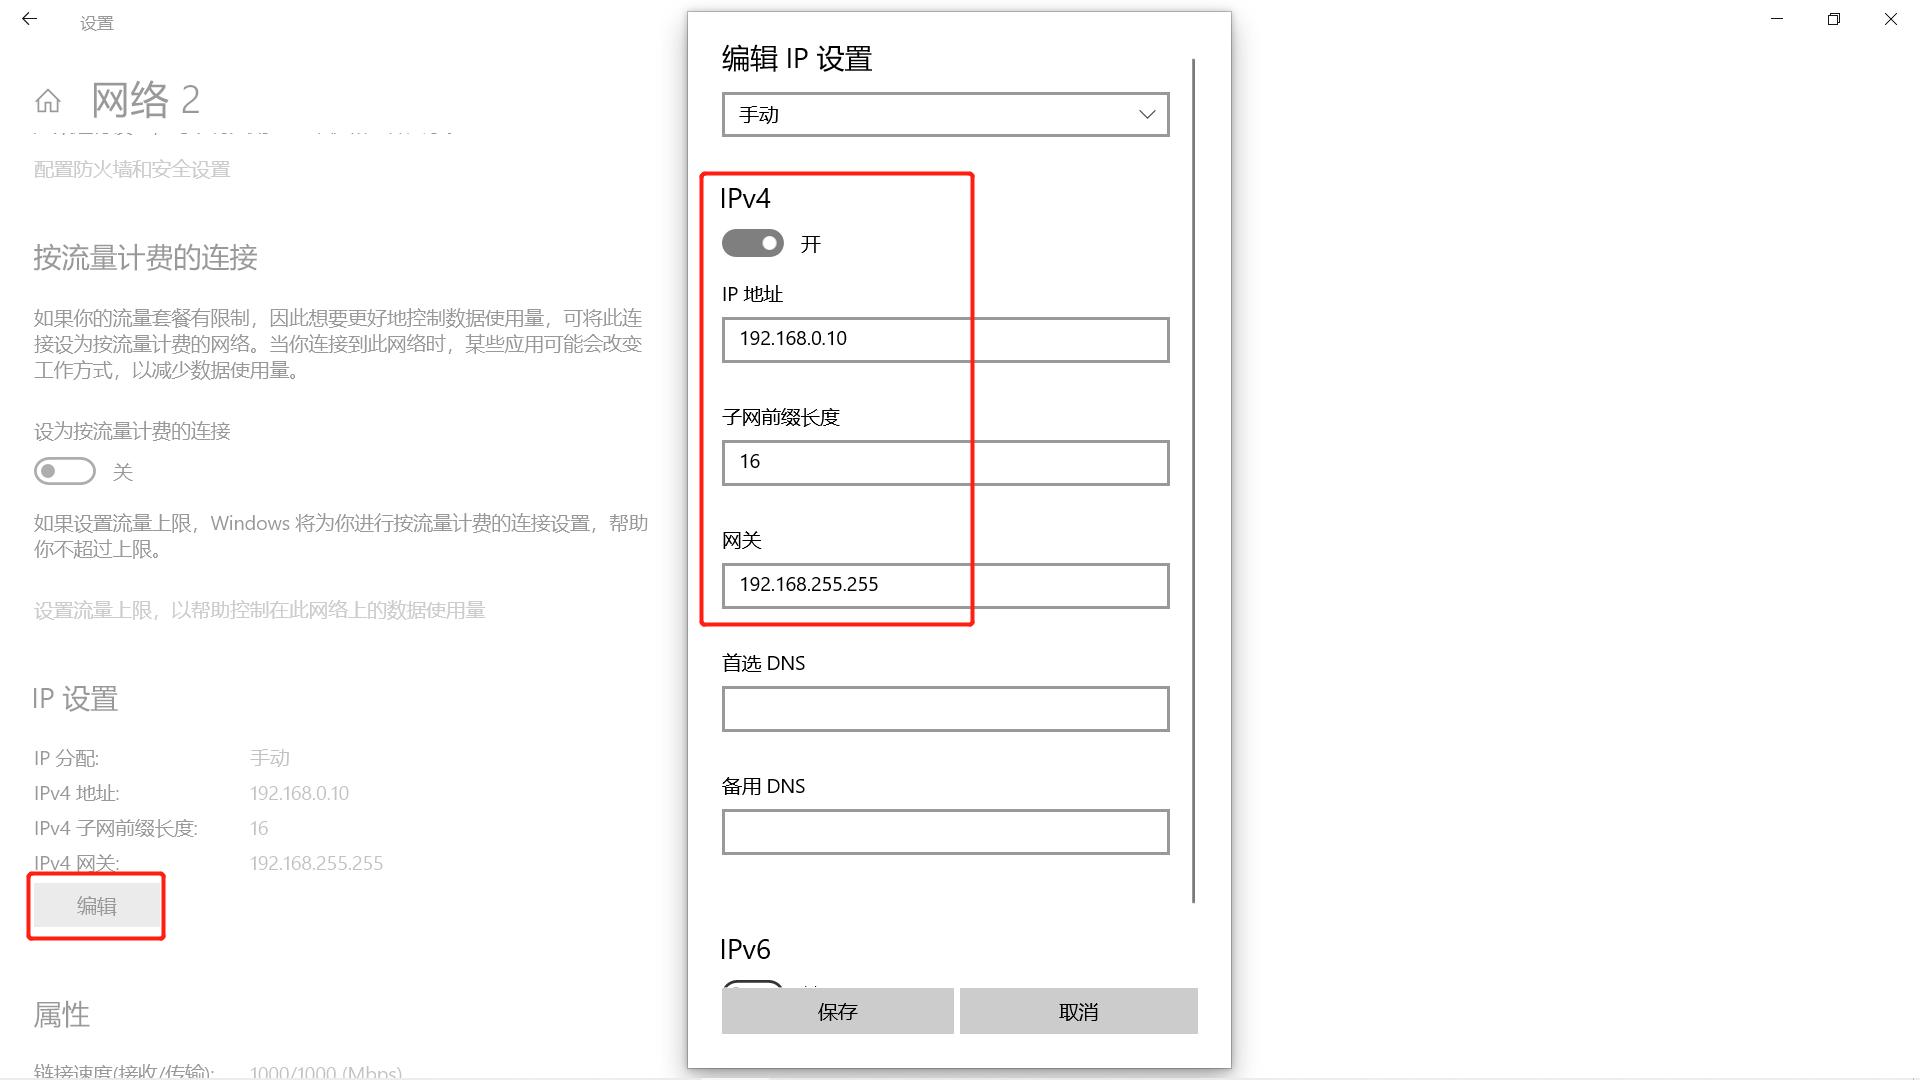 设置
网络 2
配置防火墙和安全设置
按流量计费的连接
如果你的流量套餐有限制，因此想要更好地控制数据使用量，可将此连
接设为按流量计费的网络。当你连接到此网络时，某些应用可能会改变
工作方式，以减少数据使用量。
设为按流量计费的连接
关
如果设置流量上限，Windows 将为你进行按流量计费的连接设置，帮助
你不超过上限。
设置流量上限，以帮助控制在此网络上的数据使用量
IP 设置
IP 分配: 手动
IPv4 地址: 192.168.0.10
IPv4 子网前缀长度: 16
IPv4 网关: 192.168.255.255
编辑
属性
链接速度(接收/传输): 1000/1000 (Mbps)
编辑 IP 设置
手动
IPv4
开
IP 地址
192.168.0.10
子网前缀长度
16
网关
192.168.255.255
首选 DNS
备用 DNS
IPv6
保存
取消